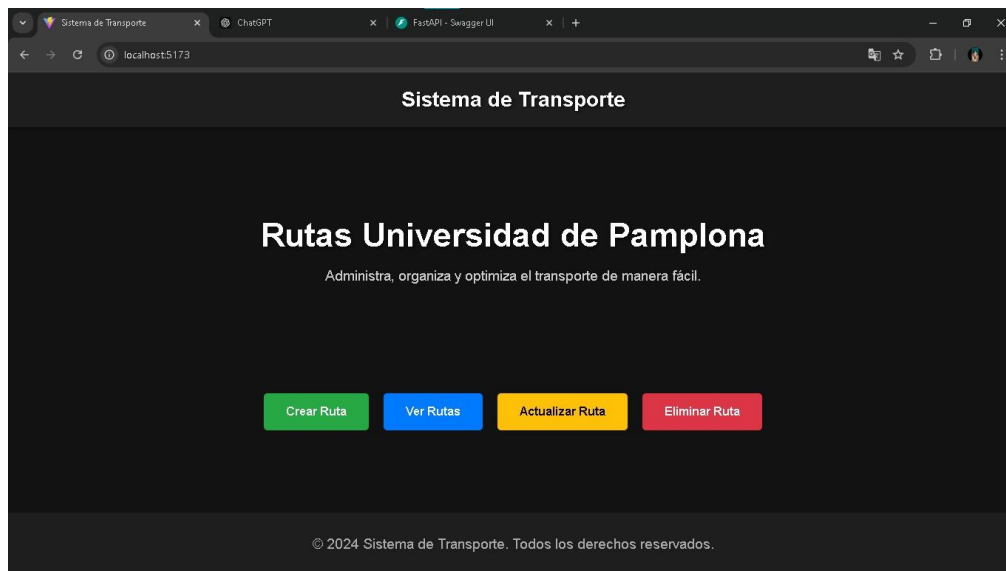 Sistema de Transporte
ChatGPT
FastAPI - Swagger UI
localhost:5173
Sistema de Transporte
Rutas Universidad de Pamplona
Administra, organiza y optimiza el transporte de manera fácil.
Crear Ruta
Ver Rutas
Actualizar Ruta
Eliminar Ruta
© 2024 Sistema de Transporte. Todos los derechos reservados.